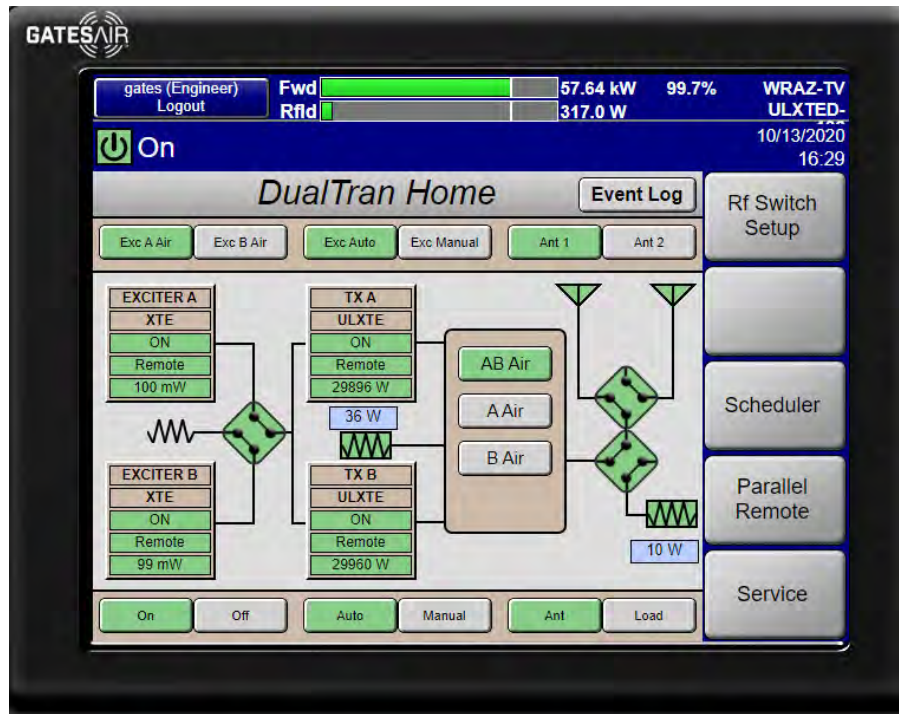 GATESAIR
gates (Engineer)
Logout
Fwd
57.64 kW 99.7%
Rfld
317.0 W
WRAZ-TV
ULXTED-
10/13/2020
16:29
On
DualTran Home
Event Log
Rf Switch
Setup
Exc A Air
Exc B Air
Exc Auto
Exc Manual
Ant 1
Ant 2
EXCITER A
XTE
ON
Remote
100 mW
TX A
ULXTE
ON
Remote
29896 W
36 W
AB Air
A Air
B Air
Scheduler
EXCITER B
XTE
ON
Remote
99 mW
TX B
ULXTE
ON
Remote
29960 W
10 W
Parallel
Remote
Service
On
Off
Auto
Manual
Ant
Load